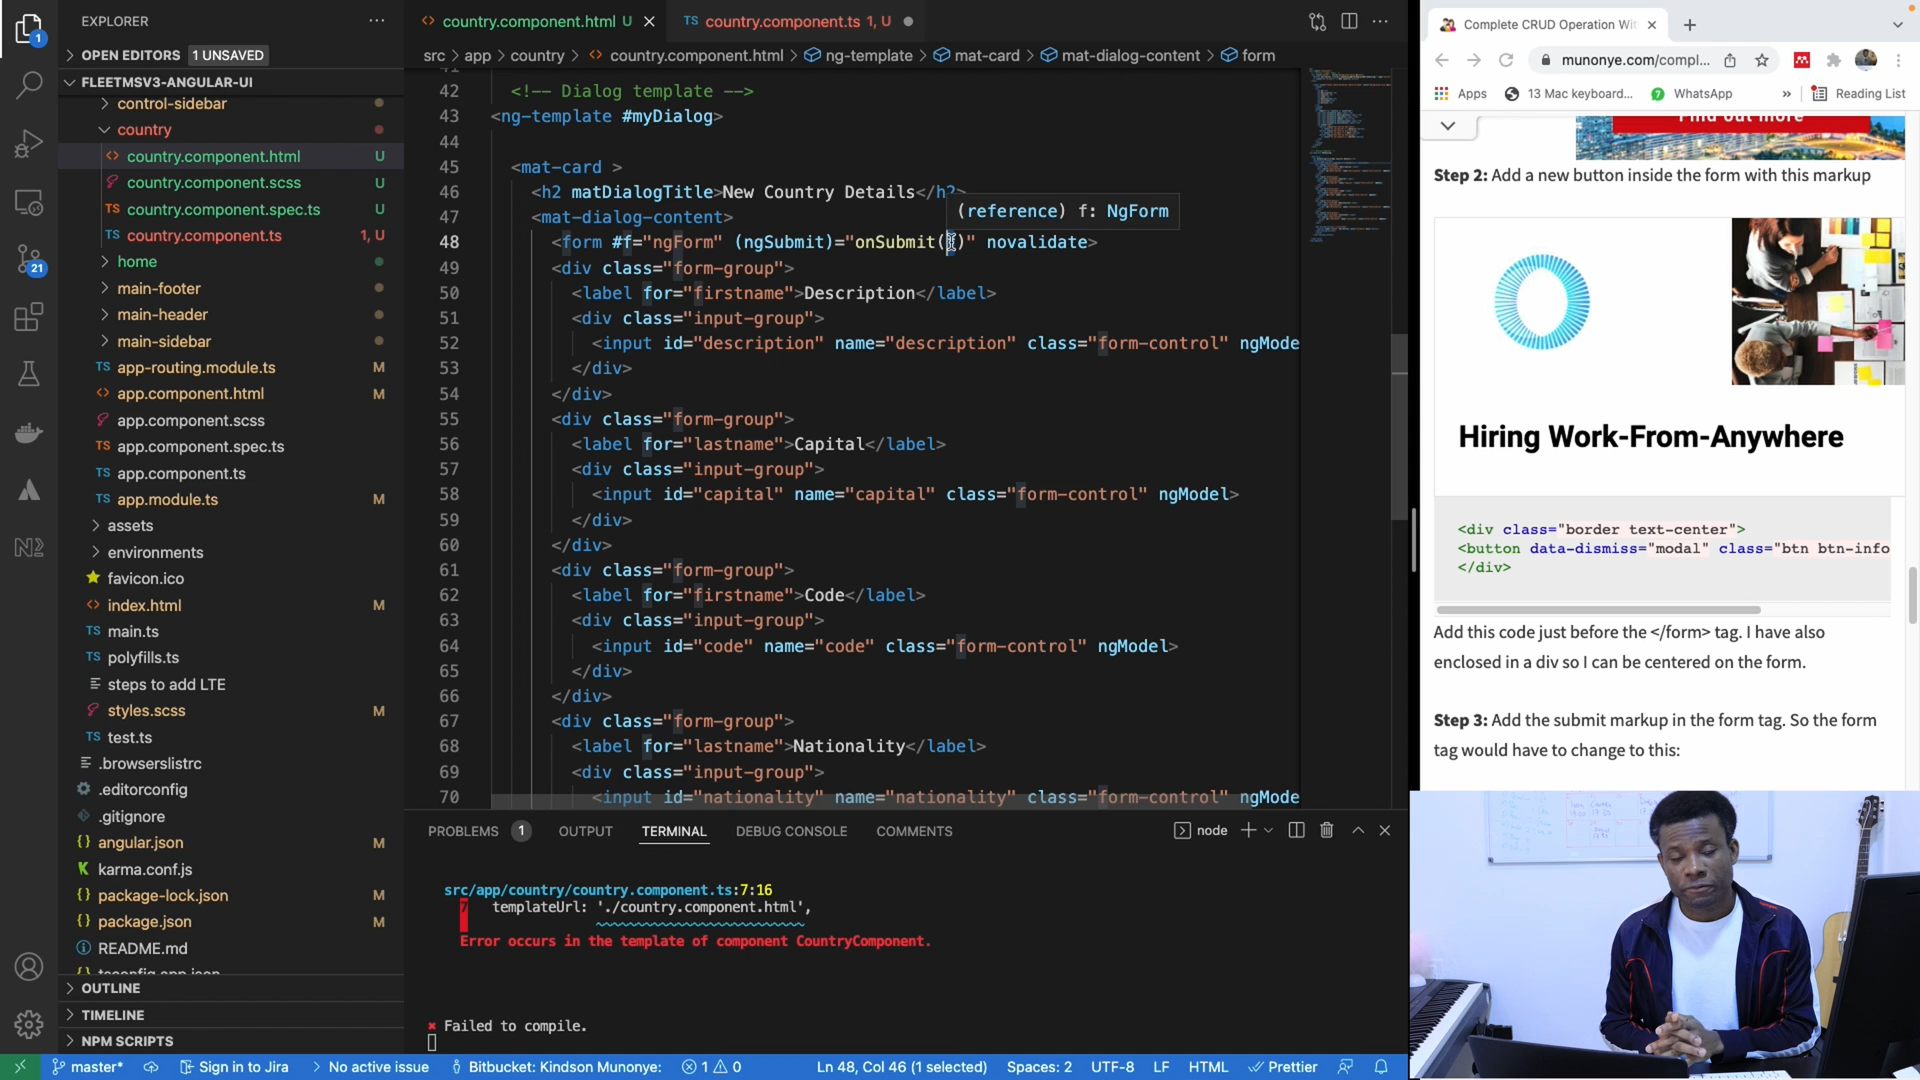 EXPLORER
OPEN EDITORS 1 UNSAVED
FLEETMSV3-ANGULAR-UI
control-sidebar
country
country.component.html U
country.component.scss U
country.component.spec.ts U
country.component.ts 1, U
home
main-footer
main-header
main-sidebar
app-routing.module.ts M
app.component.html M
app.component.scss
app.component.spec.ts
app.component.ts
app.module.ts M
assets
environments
favicon.ico
index.html M
main.ts
polyfills.ts
steps to add LTE
styles.scss M
test.ts
.browserslistrc
.editorconfig
.gitignore
angular.json M
karma.conf.js
package-lock.json M
package.json M
README.md
tsconfig.app.json
OUTLINE
TIMELINE
NPM SCRIPTS
country.component.html U
country.component.ts 1, U
src > app > country > country.component.html > ng-template > mat-card > mat-dialog-content > form
41
42 <!-- Dialog template -->
43 <ng-template #myDialog>
44
45 <mat-card >
46 <h2 matDialogTitle>New Country Details</h2>
(reference) f: NgForm
47 <mat-dialog-content>
48 <form #f="ngForm" (ngSubmit)="onSubmit(f)" novalidate>
49 <div class="form-group">
50 <label for="firstname">Description</label>
51 <div class="input-group">
52 <input id="description" name="description" class="form-control" ngMode
53 </div>
54 </div>
55 <div class="form-group">
56 <label for="lastname">Capital</label>
57 <div class="input-group">
58 <input id="capital" name="capital" class="form-control" ngModel>
59 </div>
60 </div>
61 <div class="form-group">
62 <label for="firstname">Code</label>
63 <div class="input-group">
64 <input id="code" name="code" class="form-control" ngModel>
65 </div>
66 </div>
67 <div class="form-group">
68 <label for="lastname">Nationality</label>
69 <div class="input-group">
70 <input id="nationality" name="nationality" class="form-control" ngMode
PROBLEMS 1 OUTPUT TERMINAL DEBUG CONSOLE COMMENTS
node
src/app/country/country.component.ts:7:16
7 templateUrl: './country.component.html',
Error occurs in the template of component CountryComponent.
✖ Failed to compile.
master* Sign in to Jira No active issue Bitbucket: Kindson Munonye: 1 0 Ln 48, Col 46 (1 selected) Spaces: 2 UTF-8 LF HTML Prettier
1
21
Complete CRUD Operation Wit
munonye.com/compl...
Apps 13 Mac keyboard... WhatsApp » Reading List
Find out more
Step 2: Add a new button inside the form with this markup
Hiring Work-From-Anywhere
<div class="border text-center">
<button data-dismiss="modal" class="btn btn-info
</div>
Add this code just before the </form> tag. I have also
enclosed in a div so I can be centered on the form.
Step 3: Add the submit markup in the form tag. So the form
tag would have to change to this: